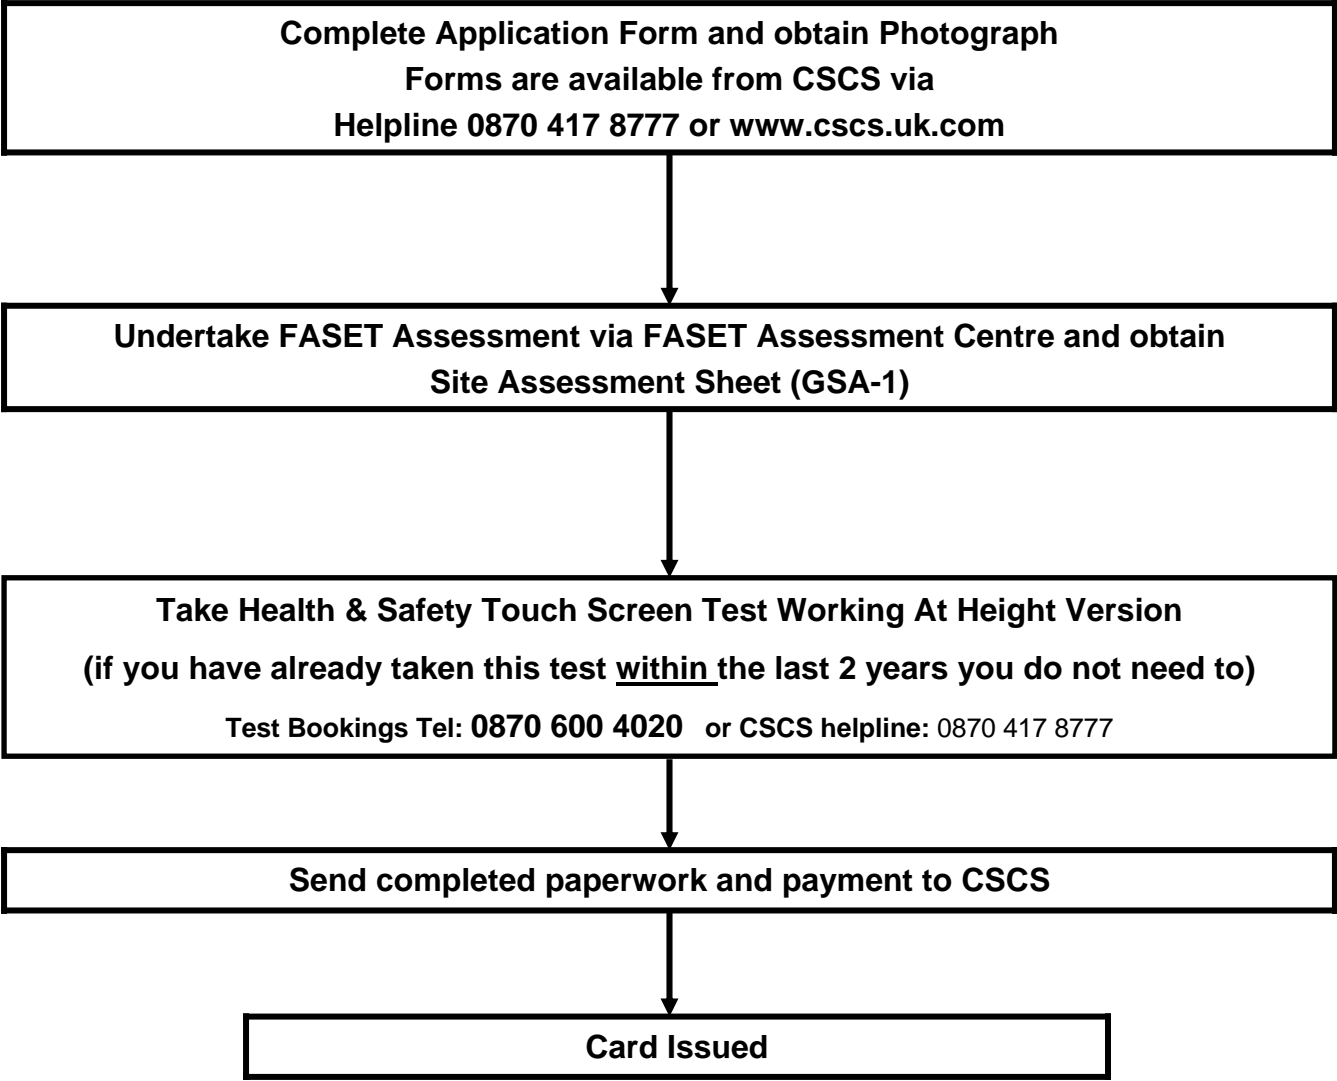 Complete Application Form and obtain Photograph
Forms are available from CSCS via
Helpline 0870 417 8777 or www.cscs.uk.com
Undertake FASET Assessment via FASET Assessment Centre and obtain
Site Assessment Sheet (GSA-1)
Take Health & Safety Touch Screen Test Working At Height Version
(if you have already taken this test within the last 2 years you do not need to)
Test Bookings Tel: 0870 600 4020 or CSCS helpline: 0870 417 8777
Send completed paperwork and payment to CSCS
Card Issued